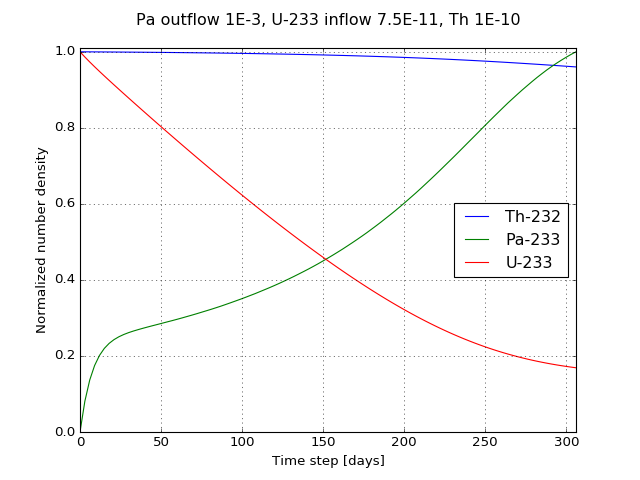 Pa outflow 1E-3, U-233 inflow 7.5E-11, Th 1E-10
1.0
0.8
0.6
0.4
0.2
0.0
Normalized number density
Th-232
Pa-233
U-233
0 50 100 150 200 250 300
Time step [days]